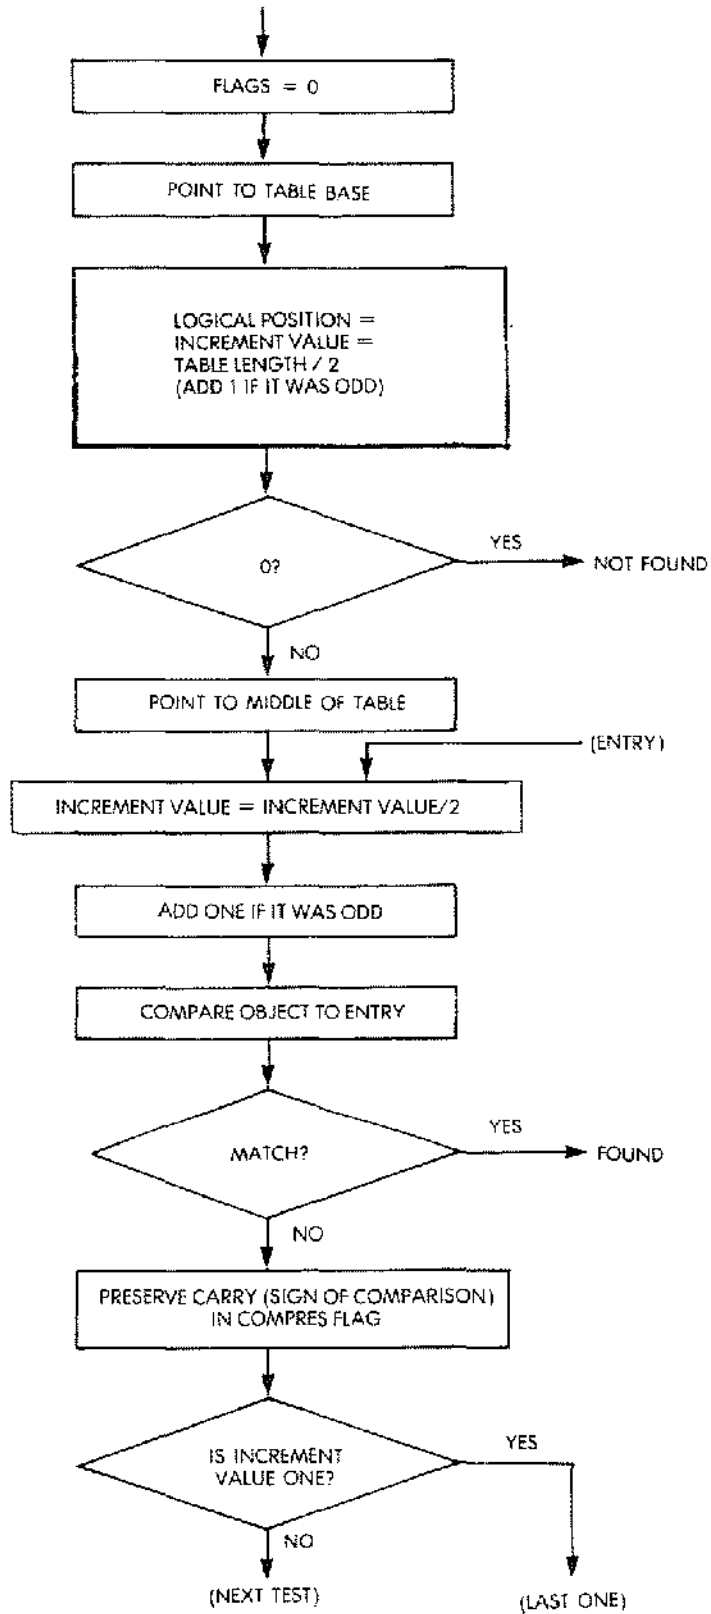 FLAGS = 0
POINT TO TABLE BASE
LOGICAL POSITION =
INCREMENT VALUE =
TABLE LENGTH / 2
(ADD 1 IF IT WAS ODD)
0?
YES
NOT FOUND
NO
POINT TO MIDDLE OF TABLE
(ENTRY)
INCREMENT VALUE = INCREMENT VALUE/2
ADD ONE IF IT WAS ODD
COMPARE OBJECT TO ENTRY
MATCH?
YES
FOUND
NO
PRESERVE CARRY (SIGN OF COMPARISON)
IN COMPRES FLAG
IS INCREMENT
VALUE ONE?
YES
NO
(NEXT TEST)
(LAST ONE)